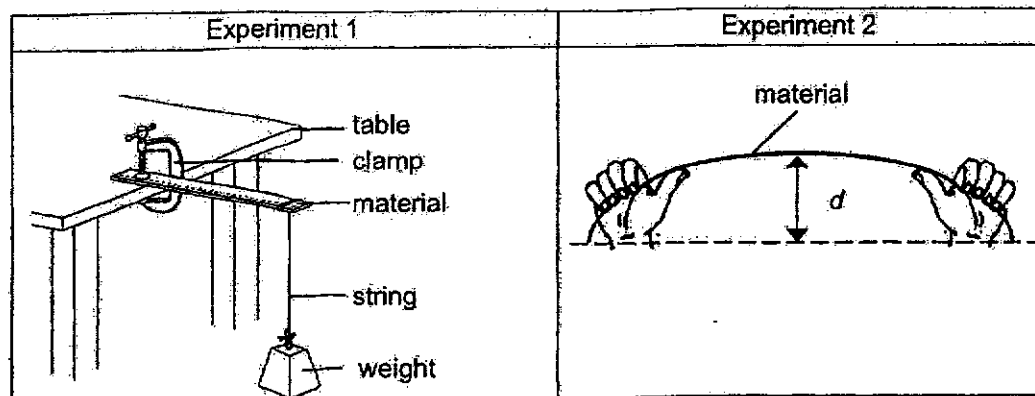 Experiment 1
Experiment 2
table
clamp
material
string
weight
material
d